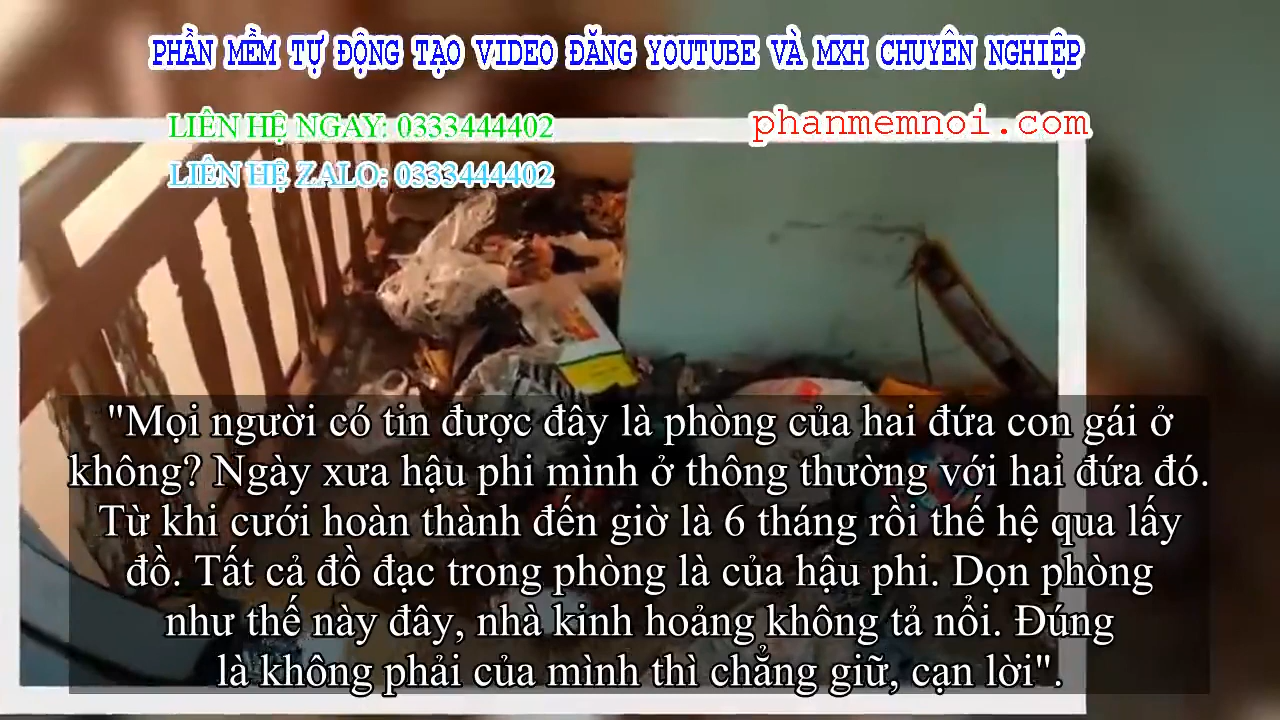 PHẦN MỀM TỰ ĐỘNG TẠO VIDEO ĐĂNG YOUTUBE VÀ MXH CHUYÊN NGHIỆP
LIÊN HỆ NGAY: 0333444402
phanmemnoi.com
LIÊN HỆ ZALO: 0333444402
"Mọi người có tin được đây là phòng của hai đứa con gái ở
không? Ngày xưa hậu phi mình ở thông thường với hai đứa đó.
Từ khi cưới hoàn thành đến giờ là 6 tháng rồi thế hệ qua lấy
đồ. Tất cả đồ đạc trong phòng là của hậu phi. Dọn phòng
như thế này đây, nhà kinh hoảng không tả nổi. Đúng
là không phải của mình thì chẳng giữ, cạn lời".